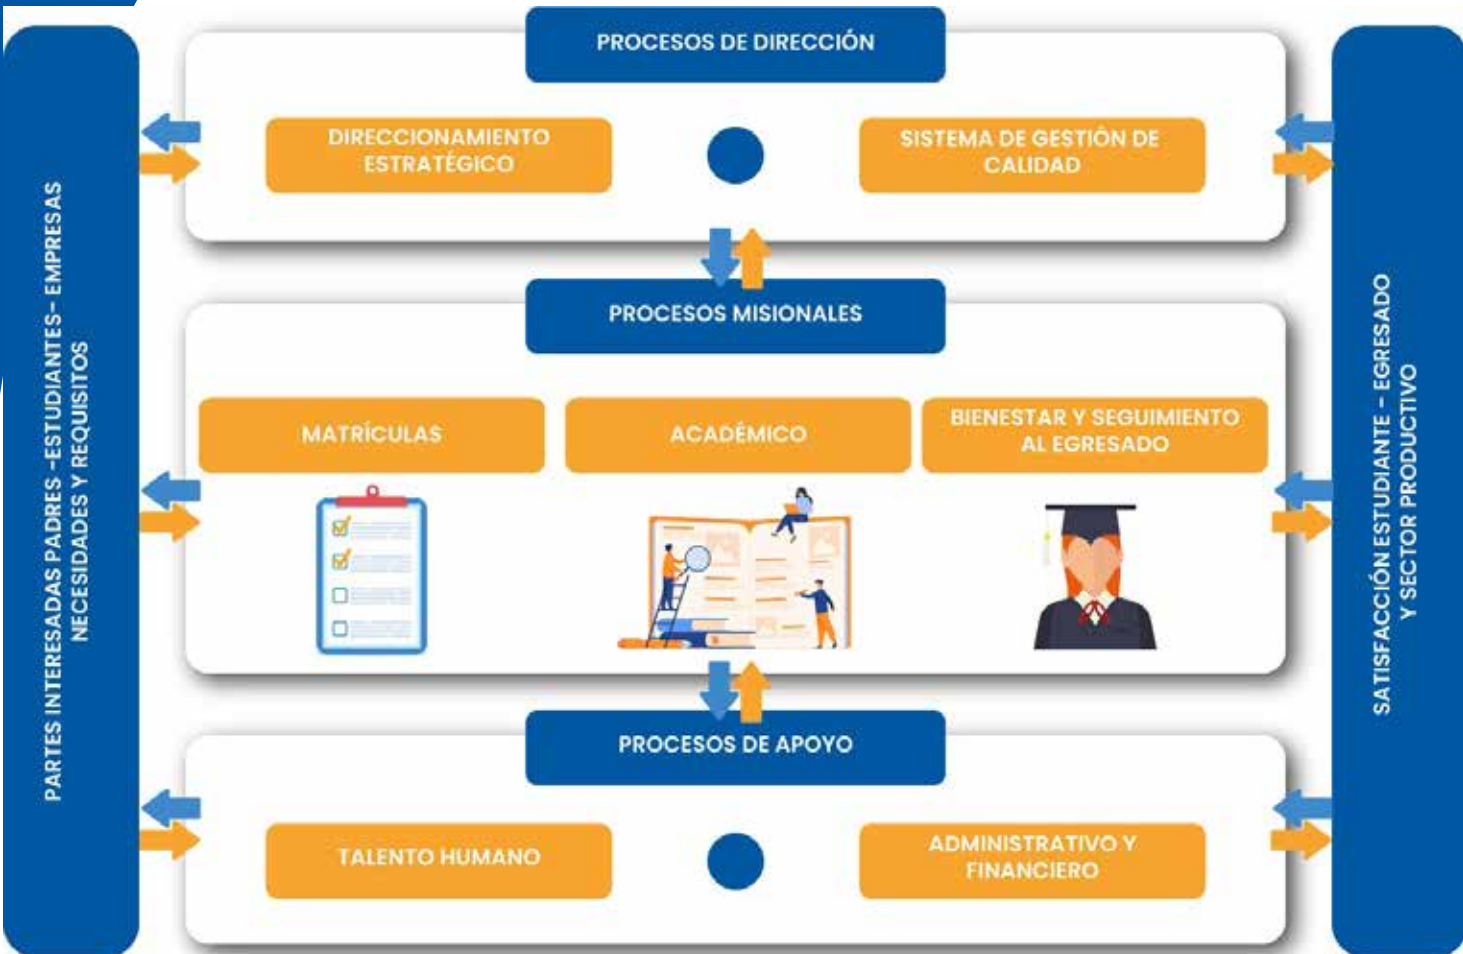 PARTES INTERESADAS PADRES -ESTUDIANTES- EMPRESAS
NECESIDADES Y REQUISITOS
PROCESOS DE DIRECCIÓN
DIRECCIONAMIENTO
ESTRATÉGICO
SISTEMA DE GESTIÓN DE
CALIDAD
PROCESOS MISIONALES
MATRÍCULAS
ACADÉMICO
BIENESTAR Y SEGUIMIENTO
AL EGRESADO
PROCESOS DE APOYO
TALENTO HUMANO
ADMINISTRATIVO Y
FINANCIERO
SATISFACCIÓN ESTUDIANTE - EGRESADO
Y SECTOR PRODUCTIVO